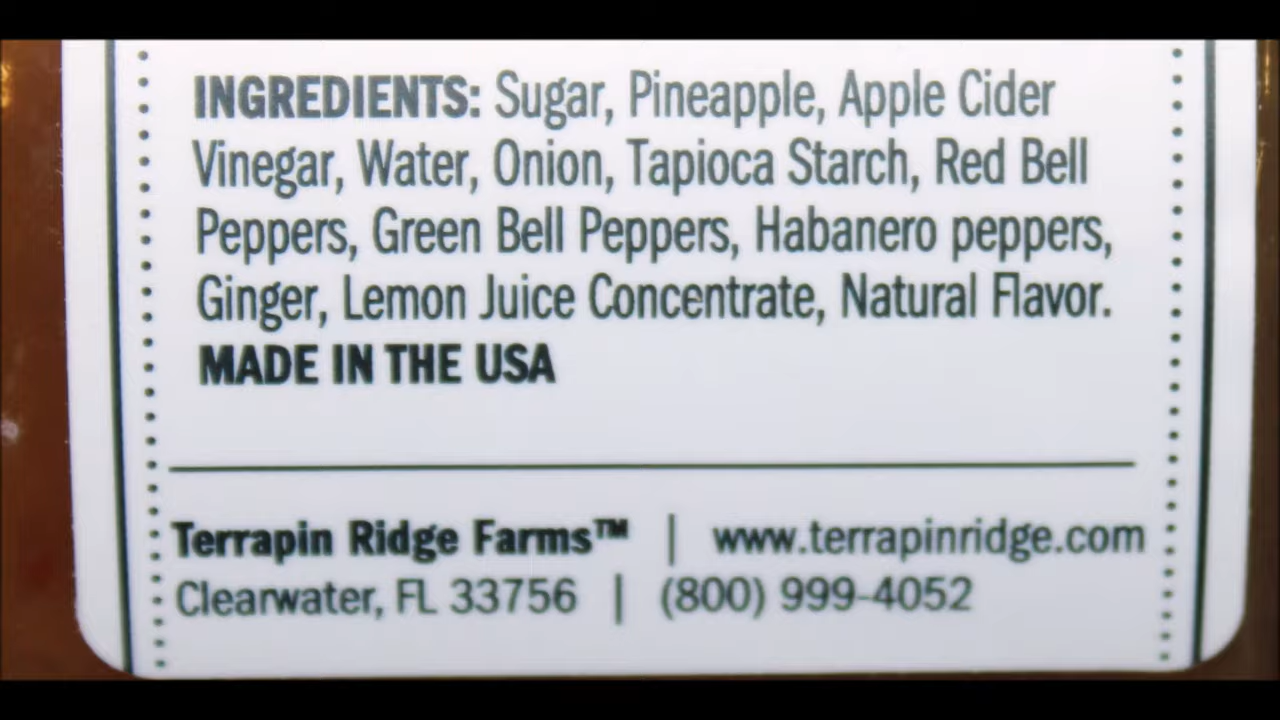 INGREDIENTS: Sugar, Pineapple, Apple Cider
Vinegar, Water, Onion, Tapioca Starch, Red Bell
Peppers, Green Bell Peppers, Habanero peppers,
Ginger, Lemon Juice Concentrate, Natural Flavor.
MADE IN THE USA
Terrapin Ridge Farms™ | www.terrapinridge.com
Clearwater, FL 33756 | (800) 999-4052